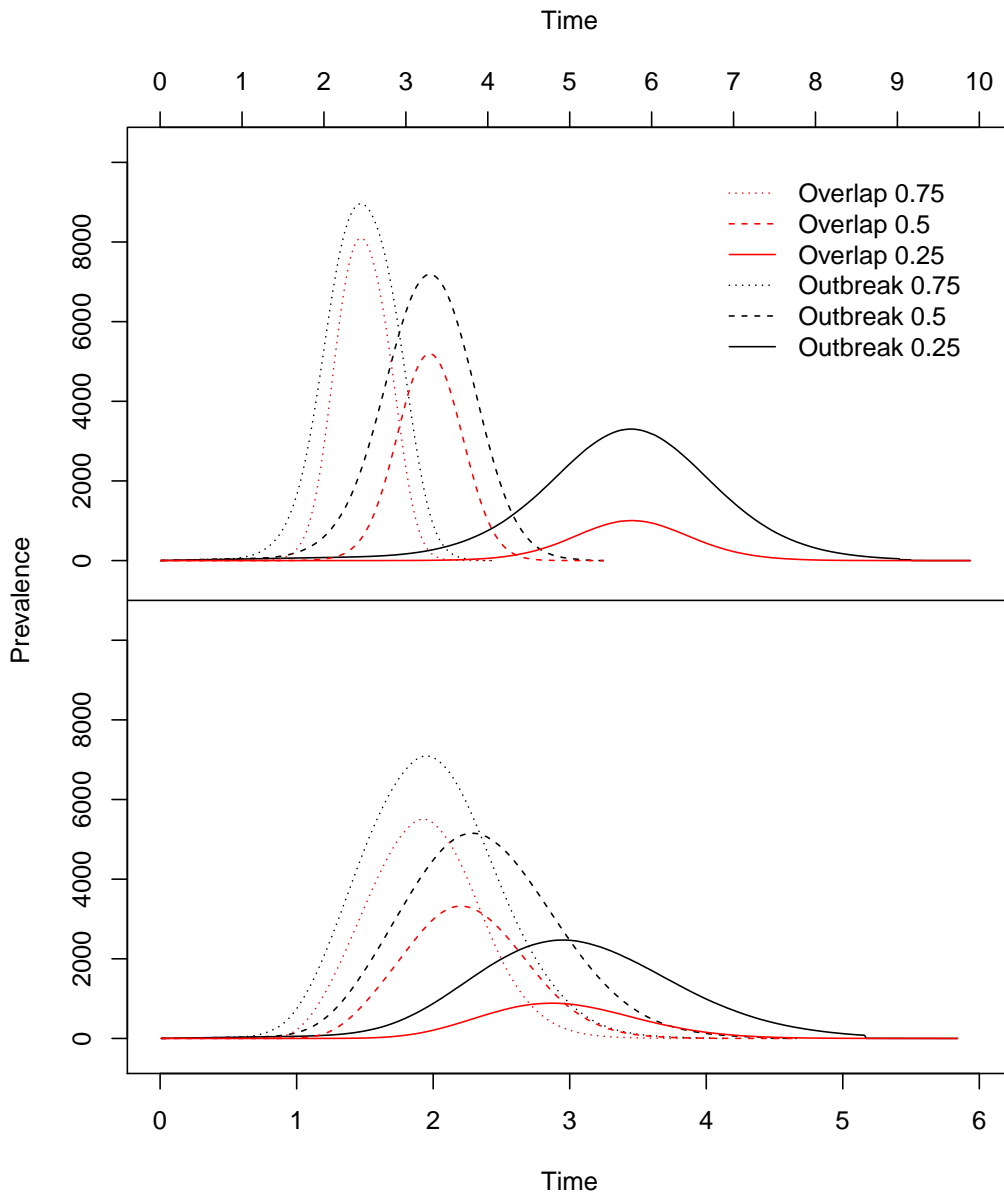 Time
0 1 2 3 4 5 6 7 8 9 10
Overlap 0.75
Overlap 0.5
Overlap 0.25
Outbreak 0.75
Outbreak 0.5
Outbreak 0.25
8000
6000
4000
2000
0
Prevalence
8000
6000
4000
2000
0
0 1 2 3 4 5 6
Time